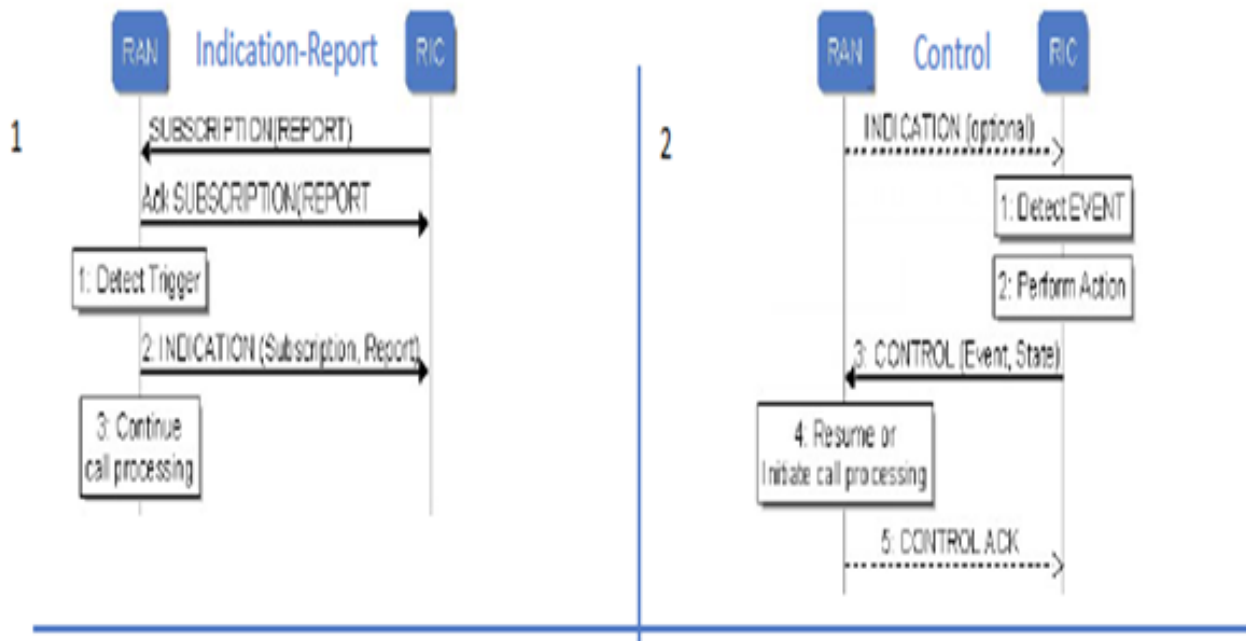 RAN Indication-Report RIC
1
SUBSCRIPTION(REPORT)
Ack SUBSCRIPTION(REPORT
1: Detect Trigger
2: INDICATION (Subscription, Report)
3: Continue
call processing
RAN Control RIC
2
INDICATION (optional)
1: Detect EVENT
2: Perform Action
3: CONTROL (Event, State)
4: Resume or
Initiate call processing
5: CONTROL ACK